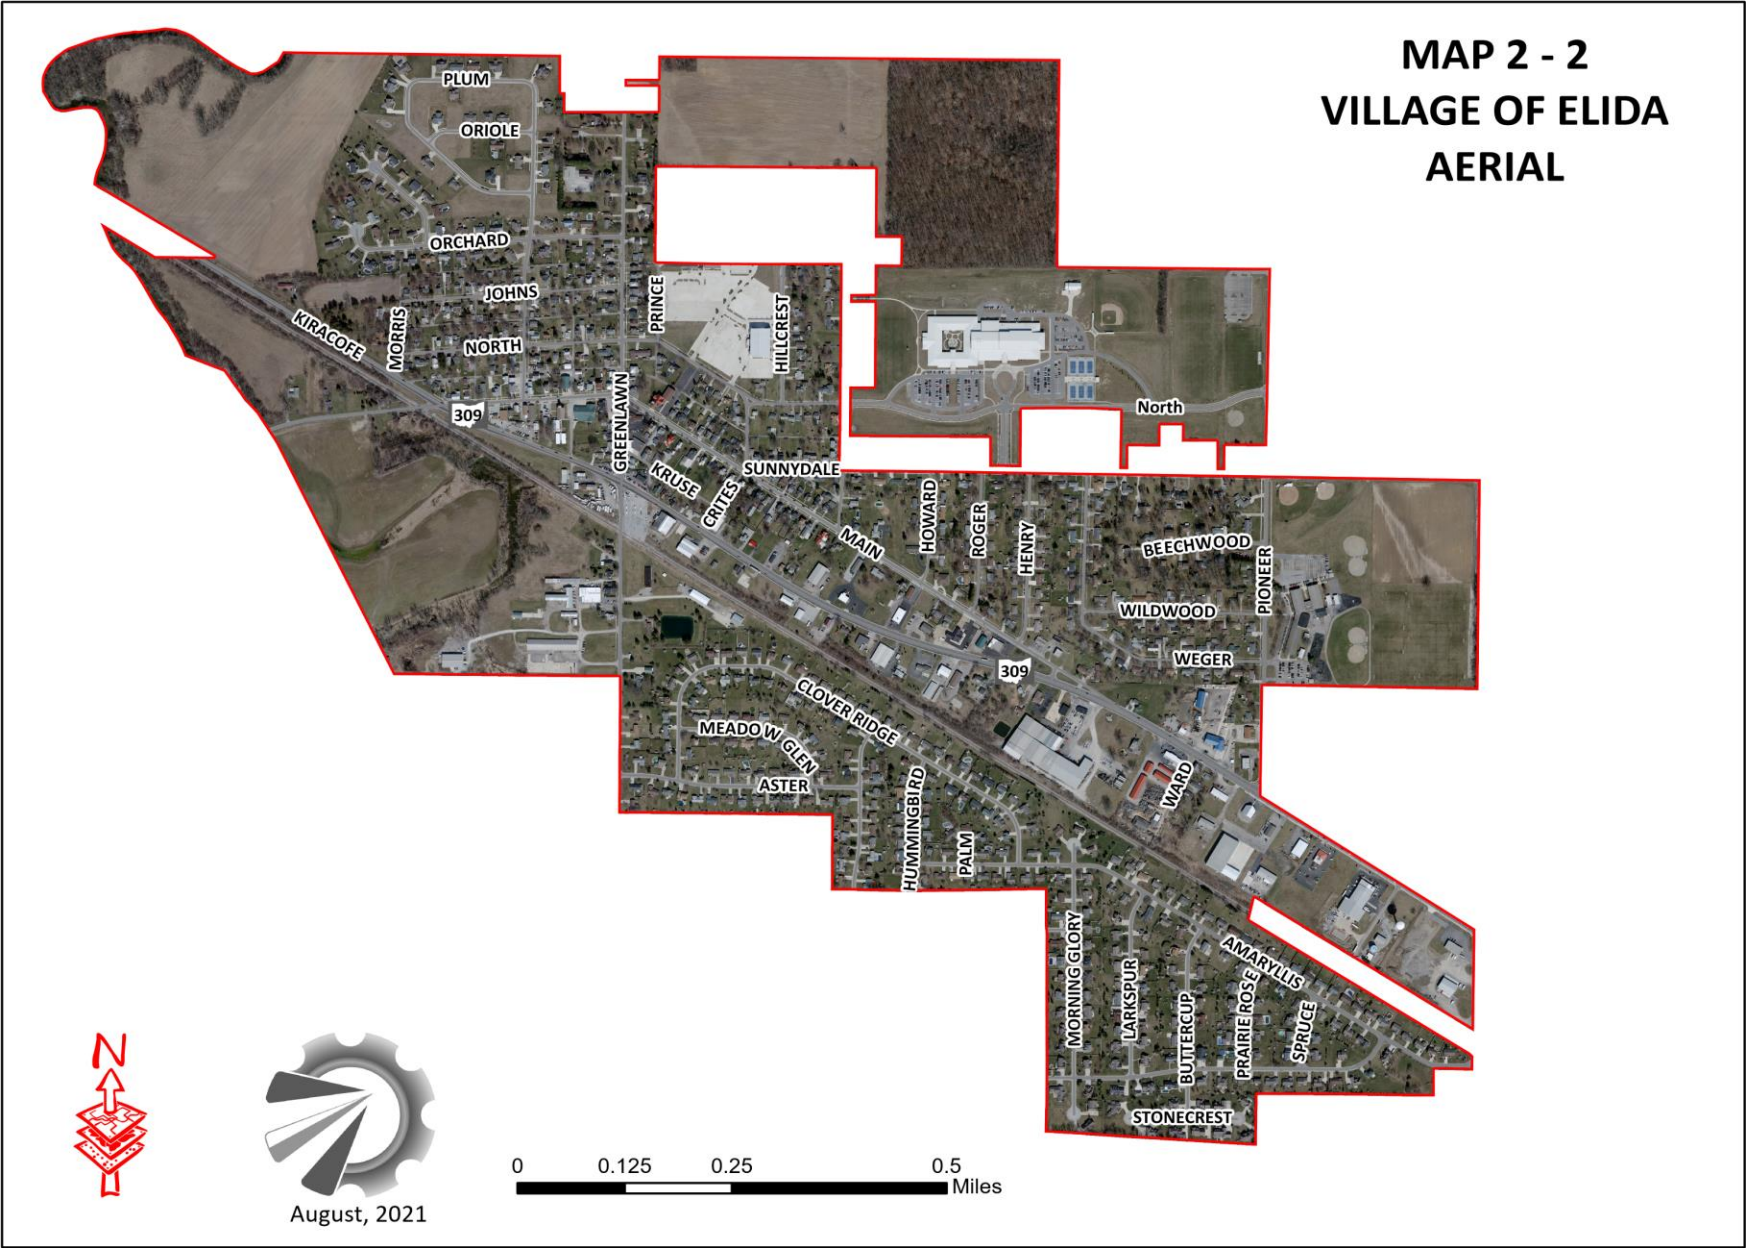 MAP 2 - 2
VILLAGE OF ELIDA
AERIAL
PLUM
ORIOLE
ORCHARD
JOHNS
PRINCE
HILLCREST
KIRACOFE
MORRIS
NORTH
GREENLAWN
309
North
KRUSE
CRITES
SUNNYDALE
MAIN
HOWARD
ROGER
HENRY
BEECHWOOD
PIONEER
WILDWOOD
WEGER
309
CLOVER RIDGE
MEADOW GLEN
ASTER
HUMMINGBIRD
PALM
WARD
MORNING GLORY
LARKSPUR
BUTTERCUP
PRAIRIE ROSE
AMARYLLIS
SPRUCE
STONECREST
N
August, 2021
0 0.125 0.25 0.5
Miles